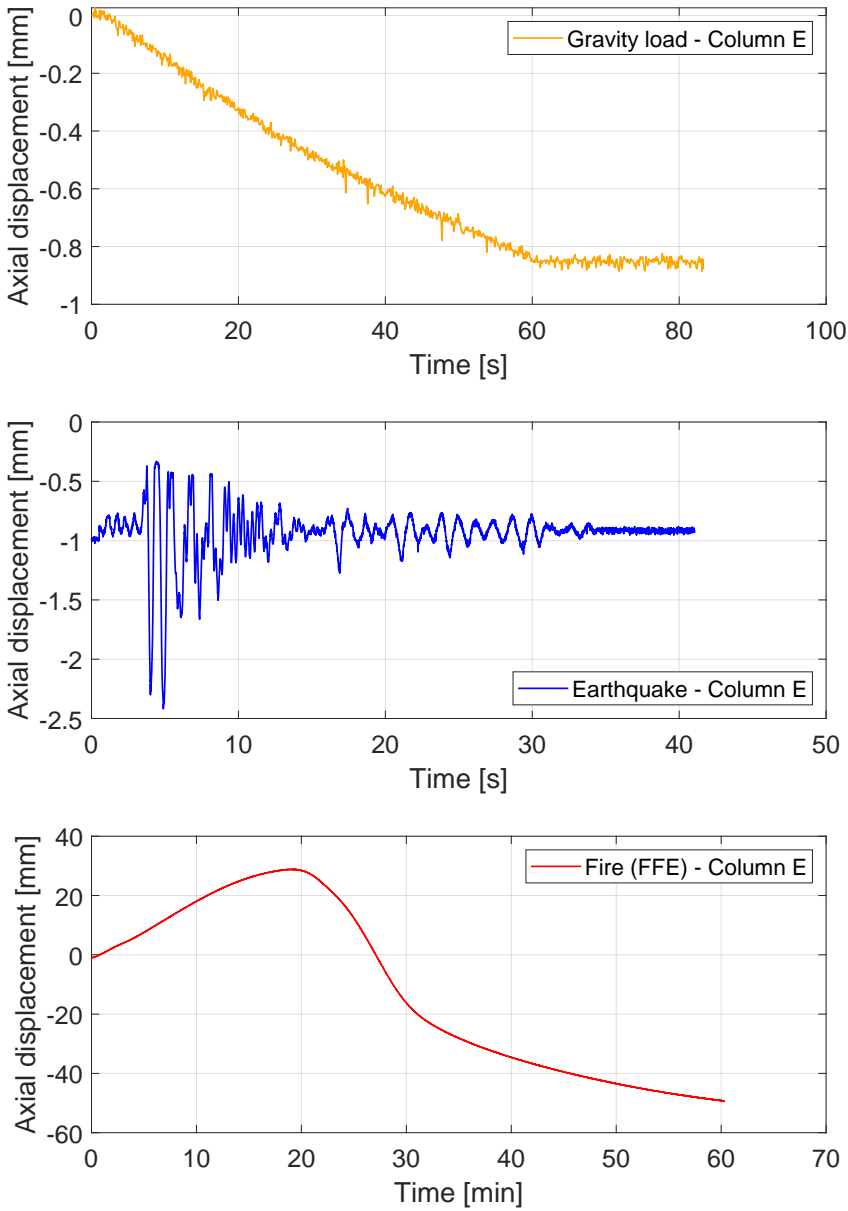 0
-0.2
-0.4
-0.6
-0.8
-1
Axial displacement [mm]
Gravity load - Column E
0 20 40 60 80 100
Time [s]
0
-0.5
-1
-1.5
-2
-2.5
Axial displacement [mm]
Earthquake - Column E
0 10 20 30 40 50
Time [s]
40
20
0
-20
-40
-60
Axial displacement [mm]
Fire (FFE) - Column E
0 10 20 30 40 50 60 70
Time [min]